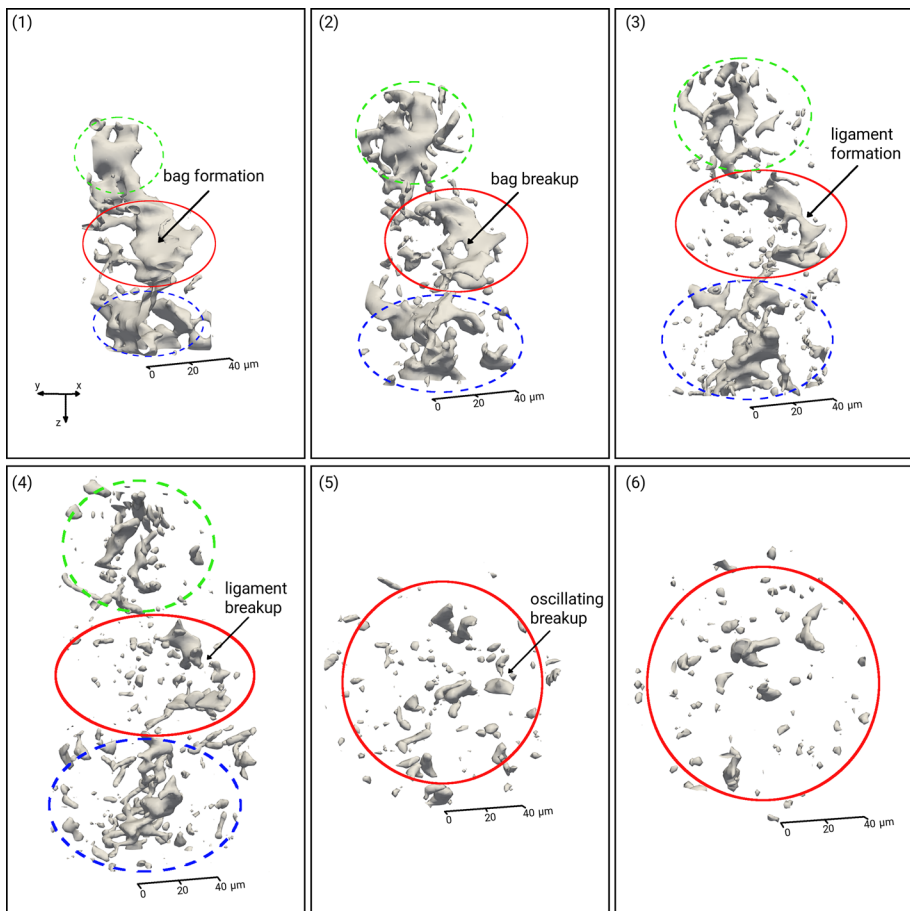 (1)
bag formation
0 20 40 μm
y x
z
(2)
bag breakup
0 20 40 μm
(3)
ligament
formation
0 20 40 μm
(4)
ligament
breakup
0 20 40 μm
(5)
oscillating
breakup
0 20 40 μm
(6)
0 20 40 μm